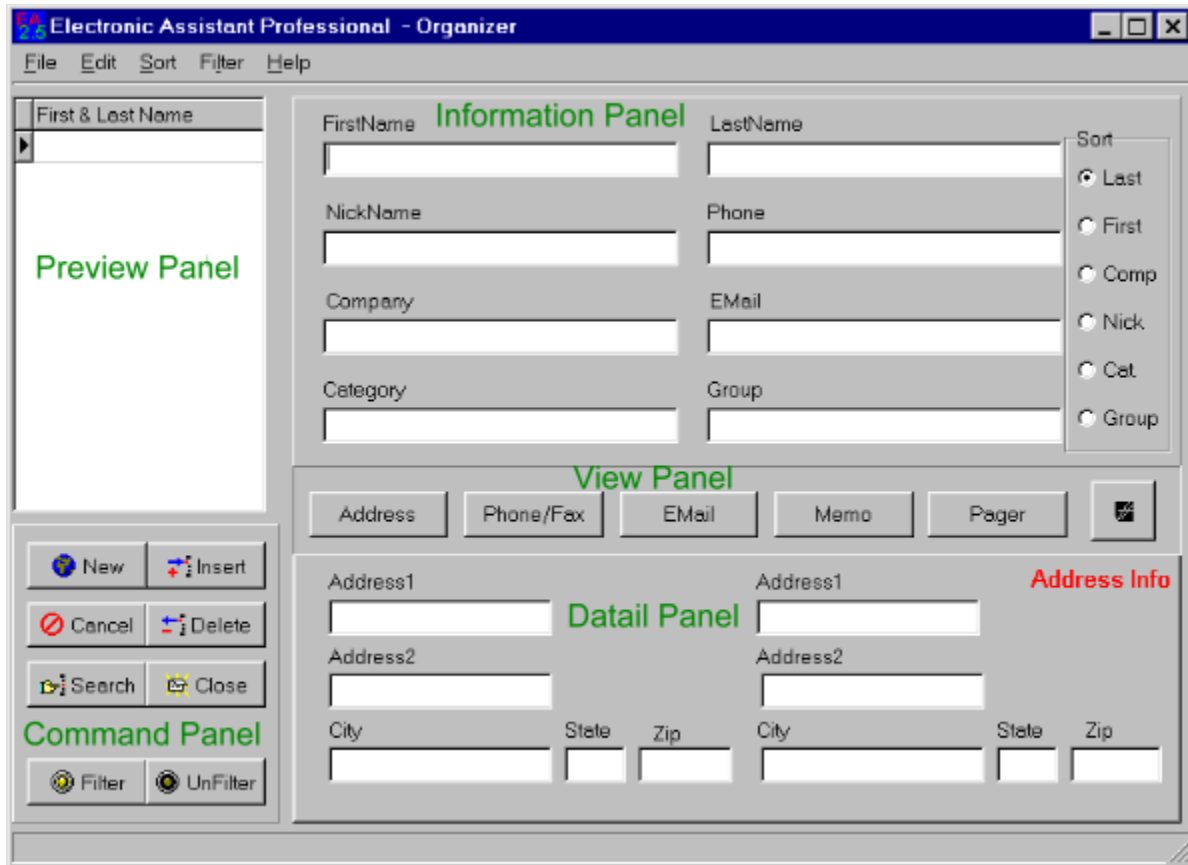 EA 2.5 Electronic Assistant Professional - Organizer
File Edit Sort Filter Help
First & Last Name
Preview Panel
Information Panel
FirstName LastName
NickName Phone
Company EMail
Category Group
Sort
Last
First
Comp
Nick
Cat
Group
View Panel
Address Phone/Fax EMail Memo Pager
New Insert
Cancel Delete
Search Close
Command Panel
Filter UnFilter
Address Info
Datail Panel
Address1 Address1
Address2 Address2
City State Zip City State Zip